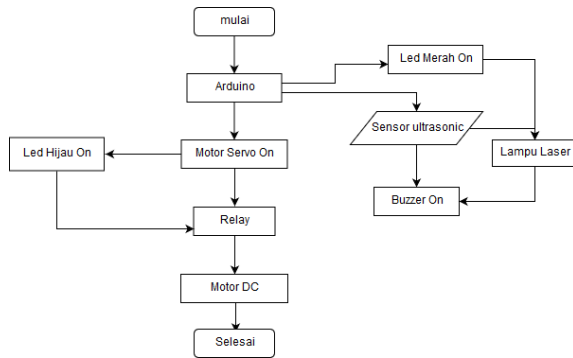 mulai
Led Merah On
Arduino
Sensor ultrasonic
Led Hijau On
Motor Servo On
Lampu Laser
Buzzer On
Relay
Motor DC
Selesai